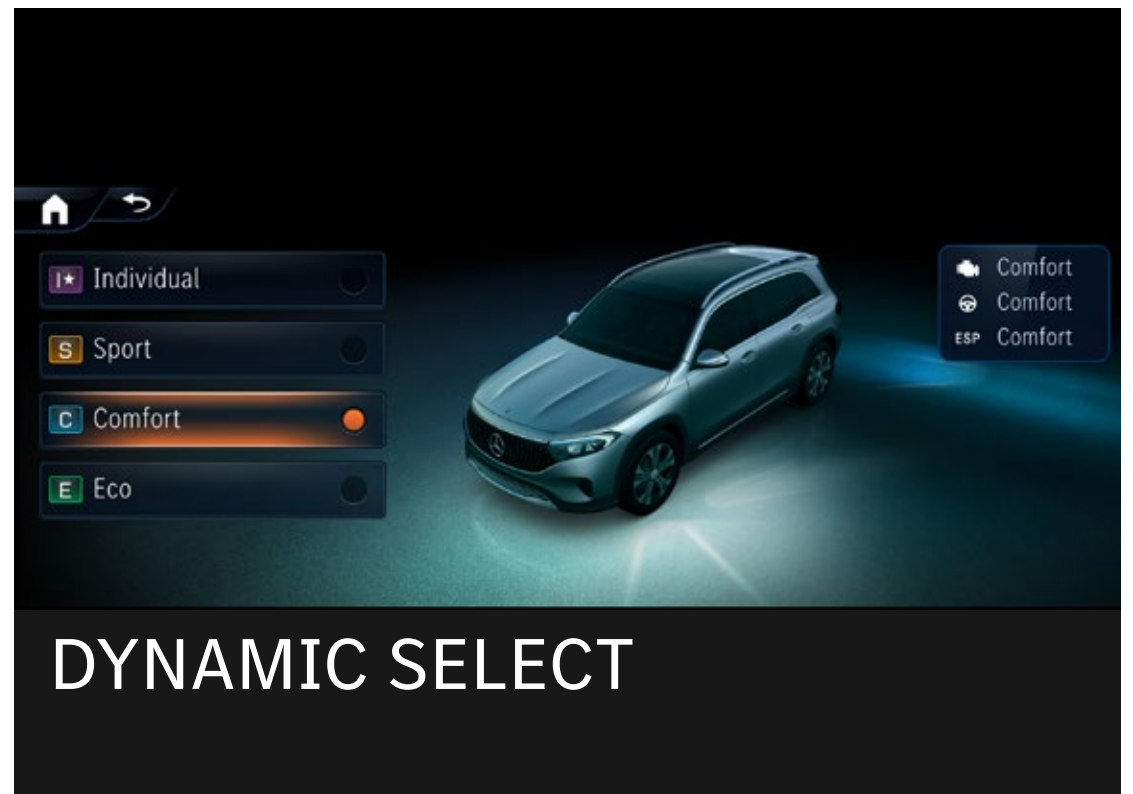 I★ Individual
S Sport
C Comfort
E Eco
Comfort
Comfort
ESP Comfort
DYNAMIC SELECT